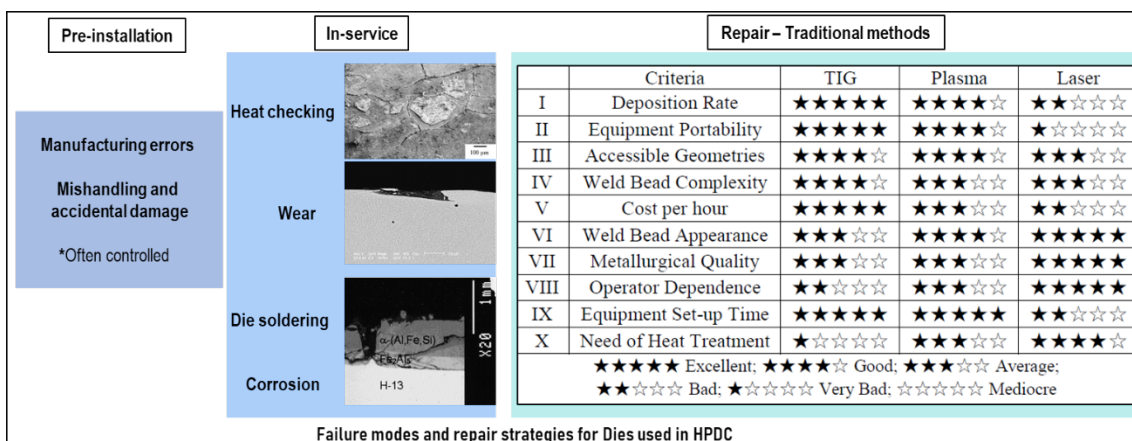 Pre-installation
In-service
Repair – Traditional methods
Manufacturing errors
Mishandling and
accidental damage
*Often controlled
Heat checking
100 µm
Wear
Die soldering
Corrosion
α-(Al,Fe,Si)
Fe₂Al₅
H-13
1mm
X20
Criteria TIG Plasma Laser
I Deposition Rate ★★★★★ ★★★★☆ ★★☆☆☆
II Equipment Portability ★★★★★ ★★★★☆ ★☆☆☆☆
III Accessible Geometries ★★★★☆ ★★★★☆ ★★★☆☆
IV Weld Bead Complexity ★★★★☆ ★★★☆☆ ★★★☆☆
V Cost per hour ★★★★★ ★★★☆☆ ★★☆☆☆
VI Weld Bead Appearance ★★★☆☆ ★★★★☆ ★★★★★
VII Metallurgical Quality ★★★☆☆ ★★★☆☆ ★★★★★
VIII Operator Dependence ★★☆☆☆ ★★★☆☆ ★★★★★
IX Equipment Set-up Time ★★★★★ ★★★★★ ★★☆☆☆
X Need of Heat Treatment ★☆☆☆☆ ★★★☆☆ ★★★★☆
★★★★★ Excellent; ★★★★☆ Good; ★★★☆☆ Average;
★★☆☆☆ Bad; ★☆☆☆☆ Very Bad; ☆☆☆☆☆ Mediocre
Failure modes and repair strategies for Dies used in HPDC